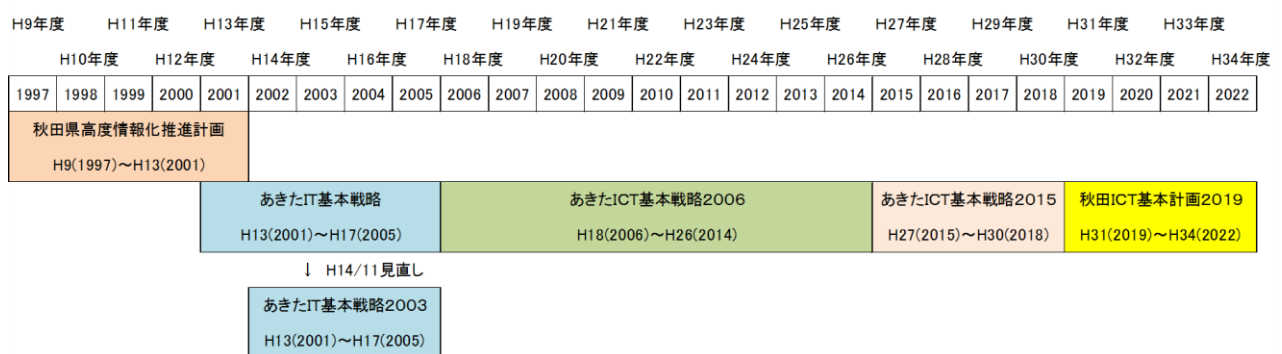 H9年度 H11年度 H13年度 H15年度 H17年度 H19年度 H21年度 H23年度 H25年度 H27年度 H29年度 H31年度 H33年度
H10年度 H12年度 H14年度 H16年度 H18年度 H20年度 H22年度 H24年度 H26年度 H28年度 H30年度 H32年度 H34年度
1997 1998 1999 2000 2001 2002 2003 2004 2005 2006 2007 2008 2009 2010 2011 2012 2013 2014 2015 2016 2017 2018 2019 2020 2021 2022
秋田県高度情報化推進計画
H9(1997)～H13(2001)
あきたIT基本戦略 あきたICT基本戦略2006 あきたICT基本戦略2015 秋田ICT基本計画2019
H13(2001)～H17(2005) H18(2006)～H26(2014) H27(2015)～H30(2018) H31(2019)～H34(2022)
↓ H14/11見直し
あきたIT基本戦略2003
H13(2001)～H17(2005)